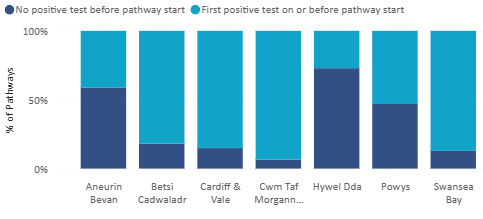 No positive test before pathway start First positive test on or before pathway start
100%
50%
0%
% of Pathways
Aneurin Bevan
Betsi Cadwaladr
Cardiff & Vale
Cwm Taf Morgann...
Hywel Dda
Powys
Swansea Bay